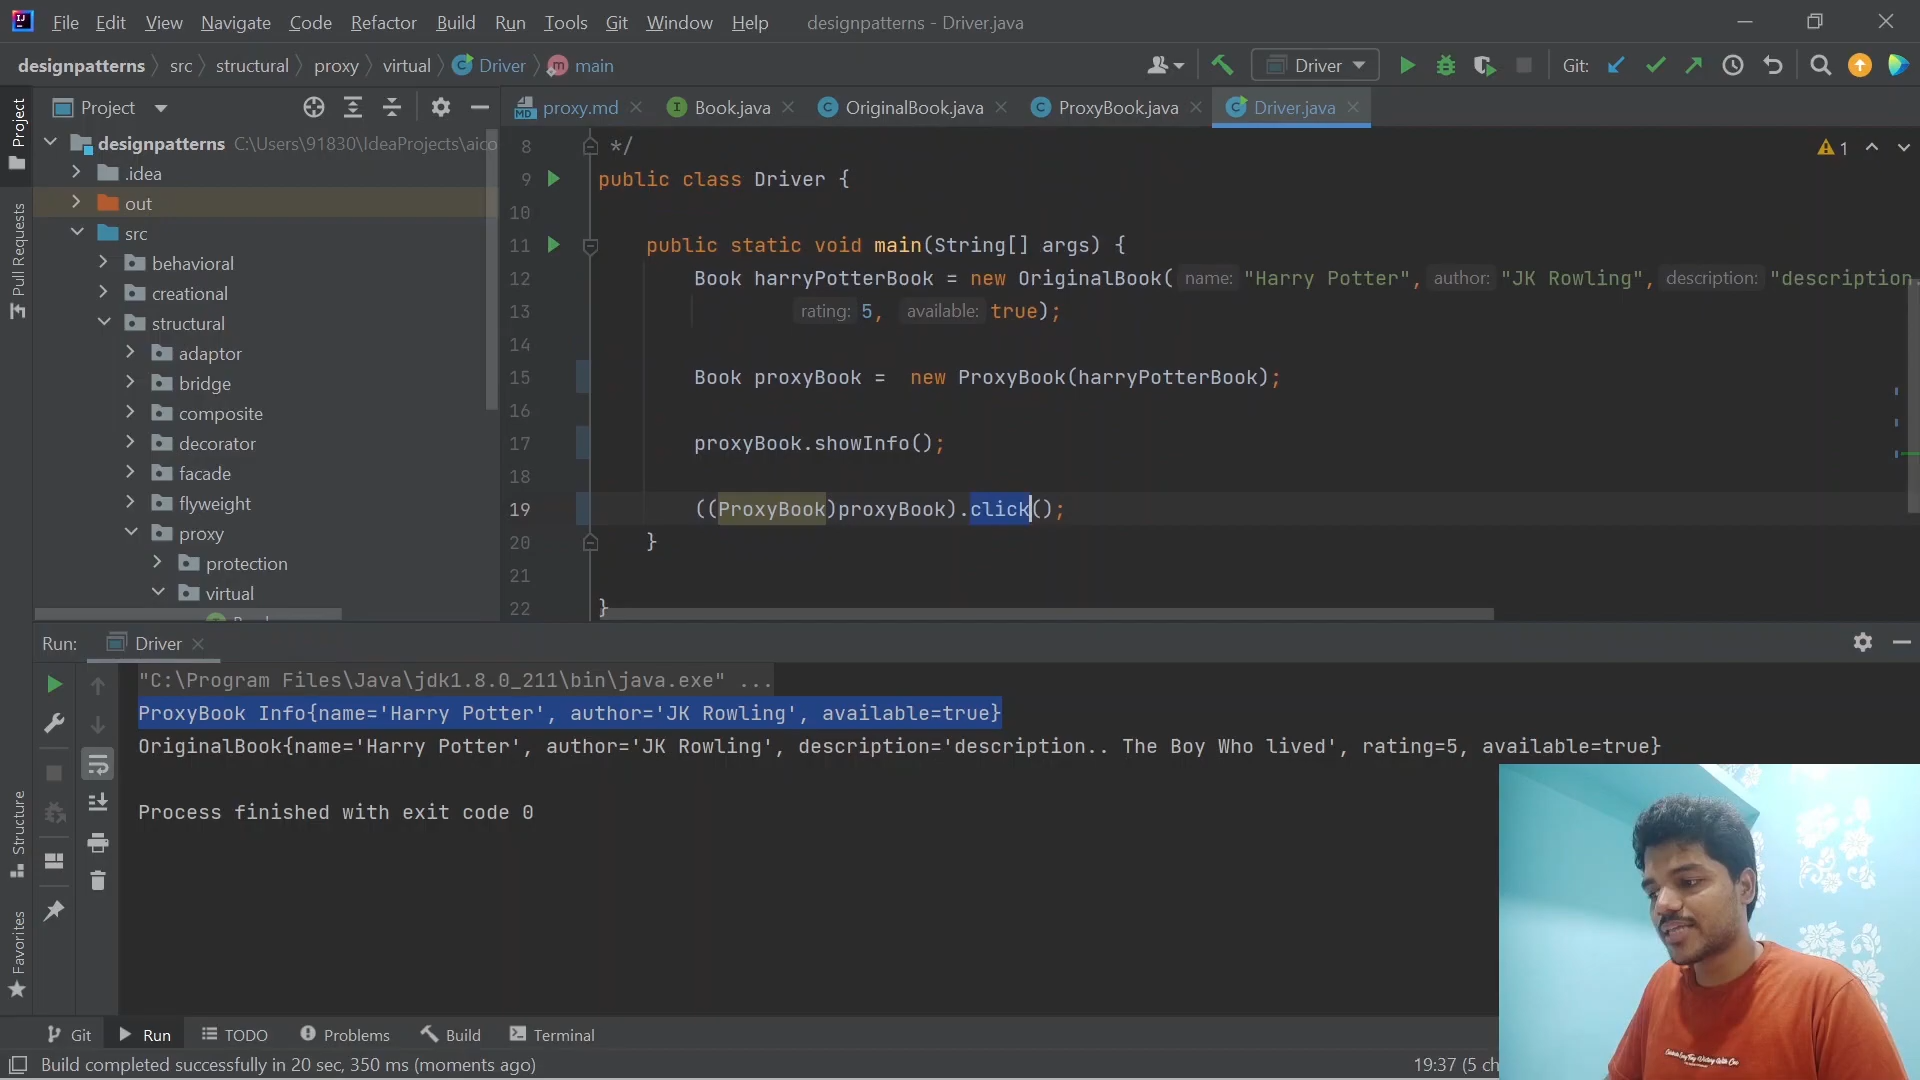 File Edit View Navigate Code Refactor Build Run Tools Git Window Help designpatterns - Driver.java
designpatterns src structural proxy virtual Driver main Driver Git:
Project proxy.md Book.java OriginalBook.java ProxyBook.java Driver.java
Project
Pull Requests
Structure
Favorites
designpatterns C:\Users\91830\IdeaProjects\aico
.idea
out
src
behavioral
creational
structural
adaptor
bridge
composite
decorator
facade
flyweight
proxy
protection
virtual
1
8 */
9 public class Driver {
10
11 public static void main(String[] args) {
12 Book harryPotterBook = new OriginalBook( name: "Harry Potter", author: "JK Rowling", description: "description.
13 rating: 5, available: true);
14
15 Book proxyBook = new ProxyBook(harryPotterBook);
16
17 proxyBook.showInfo();
18
19 ((ProxyBook)proxyBook).click();
20 }
21
22 }
Run: Driver
"C:\Program Files\Java\jdk1.8.0_211\bin\java.exe" ...
ProxyBook Info{name='Harry Potter', author='JK Rowling', available=true}
OriginalBook{name='Harry Potter', author='JK Rowling', description='description.. The Boy Who lived', rating=5, available=true}
Process finished with exit code 0
Git Run TODO Problems Build Terminal
Build completed successfully in 20 sec, 350 ms (moments ago) 19:37 (5 ch